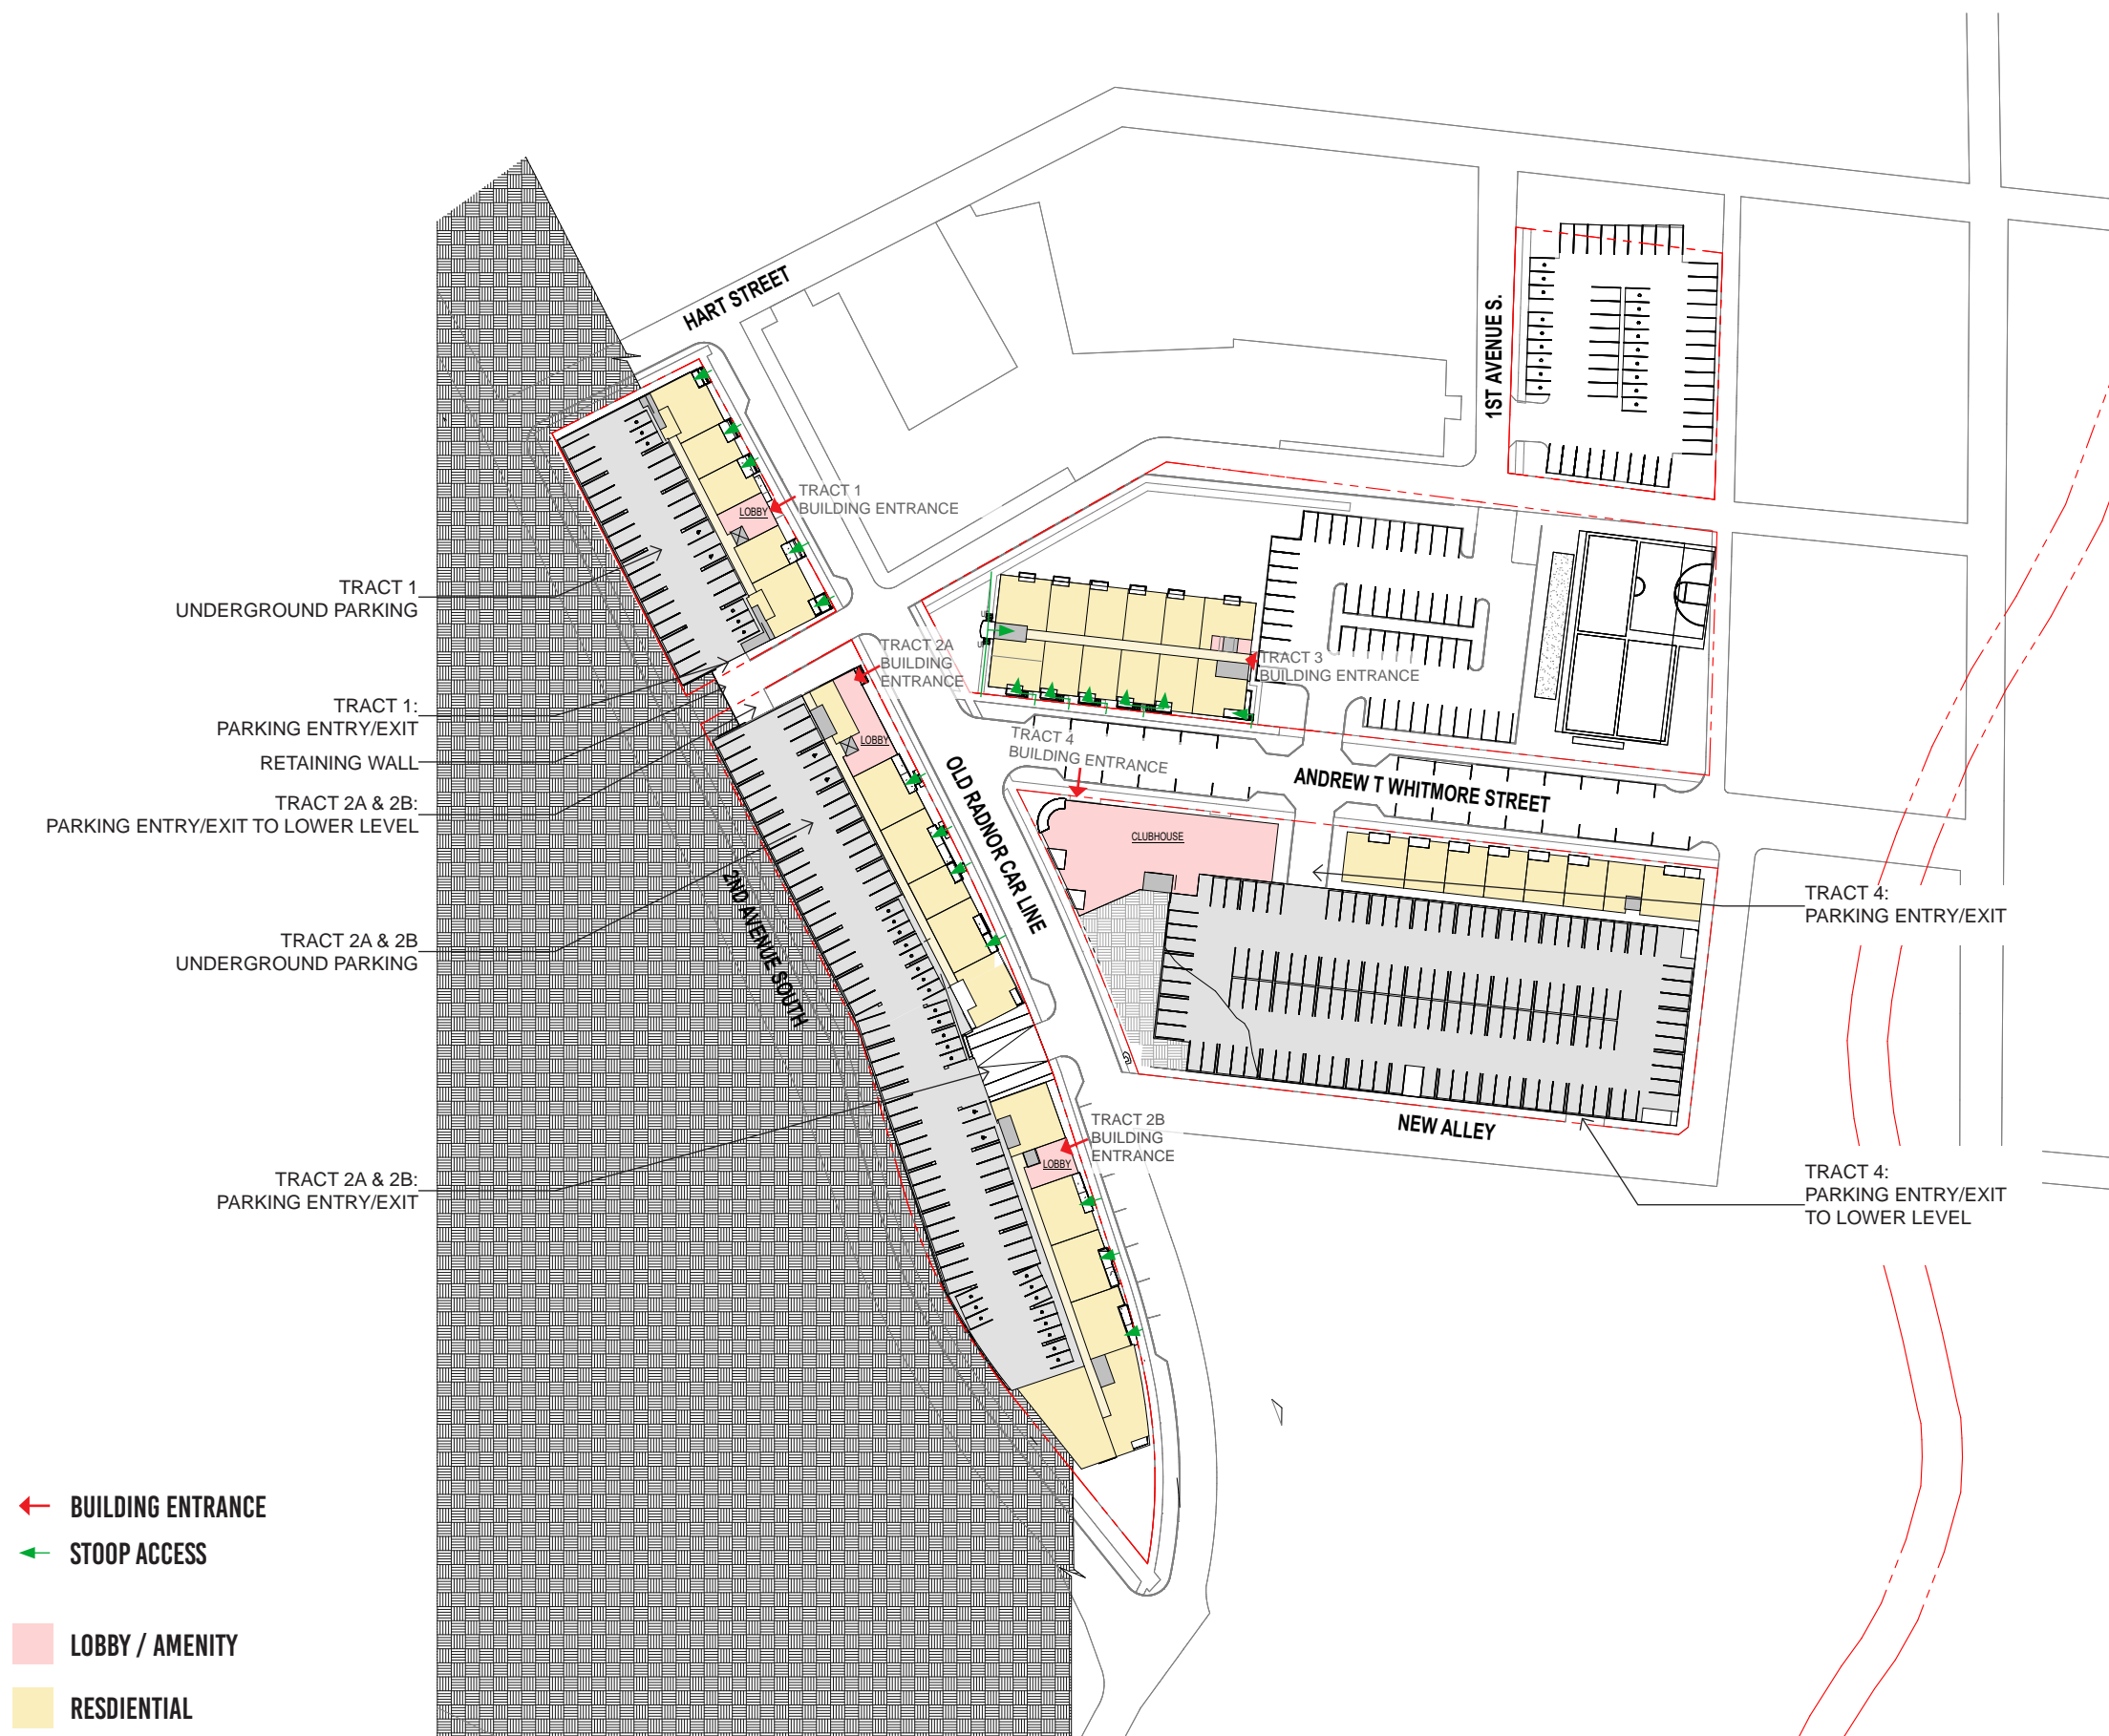 HART STREET
1ST AVENUE S.
TRACT 1
BUILDING ENTRANCE
LOBBY
TRACT 1
UNDERGROUND PARKING
TRACT 2A
BUILDING
ENTRANCE
TRACT 3
BUILDING ENTRANCE
TRACT 1:
PARKING ENTRY/EXIT
RETAINING WALL
TRACT 2A & 2B:
PARKING ENTRY/EXIT TO LOWER LEVEL
LOBBY
TRACT 4
BUILDING ENTRANCE
OLD RADNOR CAR LINE
ANDREW T WHITMORE STREET
CLUBHOUSE
2ND AVENUE SOUTH
TRACT 4:
PARKING ENTRY/EXIT
TRACT 2A & 2B
UNDERGROUND PARKING
NEW ALLEY
TRACT 2B
BUILDING
ENTRANCE
LOBBY
TRACT 2A & 2B:
PARKING ENTRY/EXIT
TRACT 4:
PARKING ENTRY/EXIT
TO LOWER LEVEL
BUILDING ENTRANCE
STOOP ACCESS
LOBBY / AMENITY
RESDIENTIAL